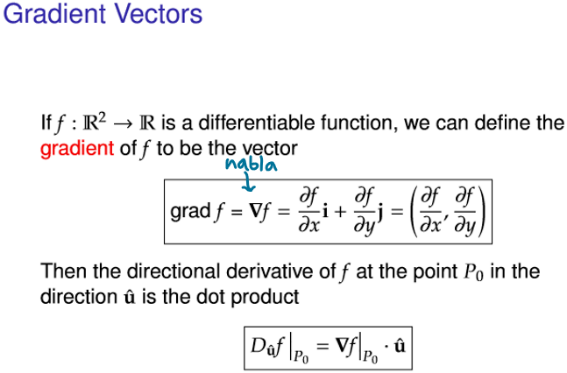 Gradient Vectors
If f : ℝ² → ℝ is a differentiable function, we can define the
gradient of f to be the vector
nabla
grad f = ∇f = ∂f/∂x i + ∂f/∂y j = (∂f/∂x, ∂f/∂y)
Then the directional derivative of f at the point P₀ in the
direction û is the dot product
D_û f|_P₀ = ∇f|_P₀ · û